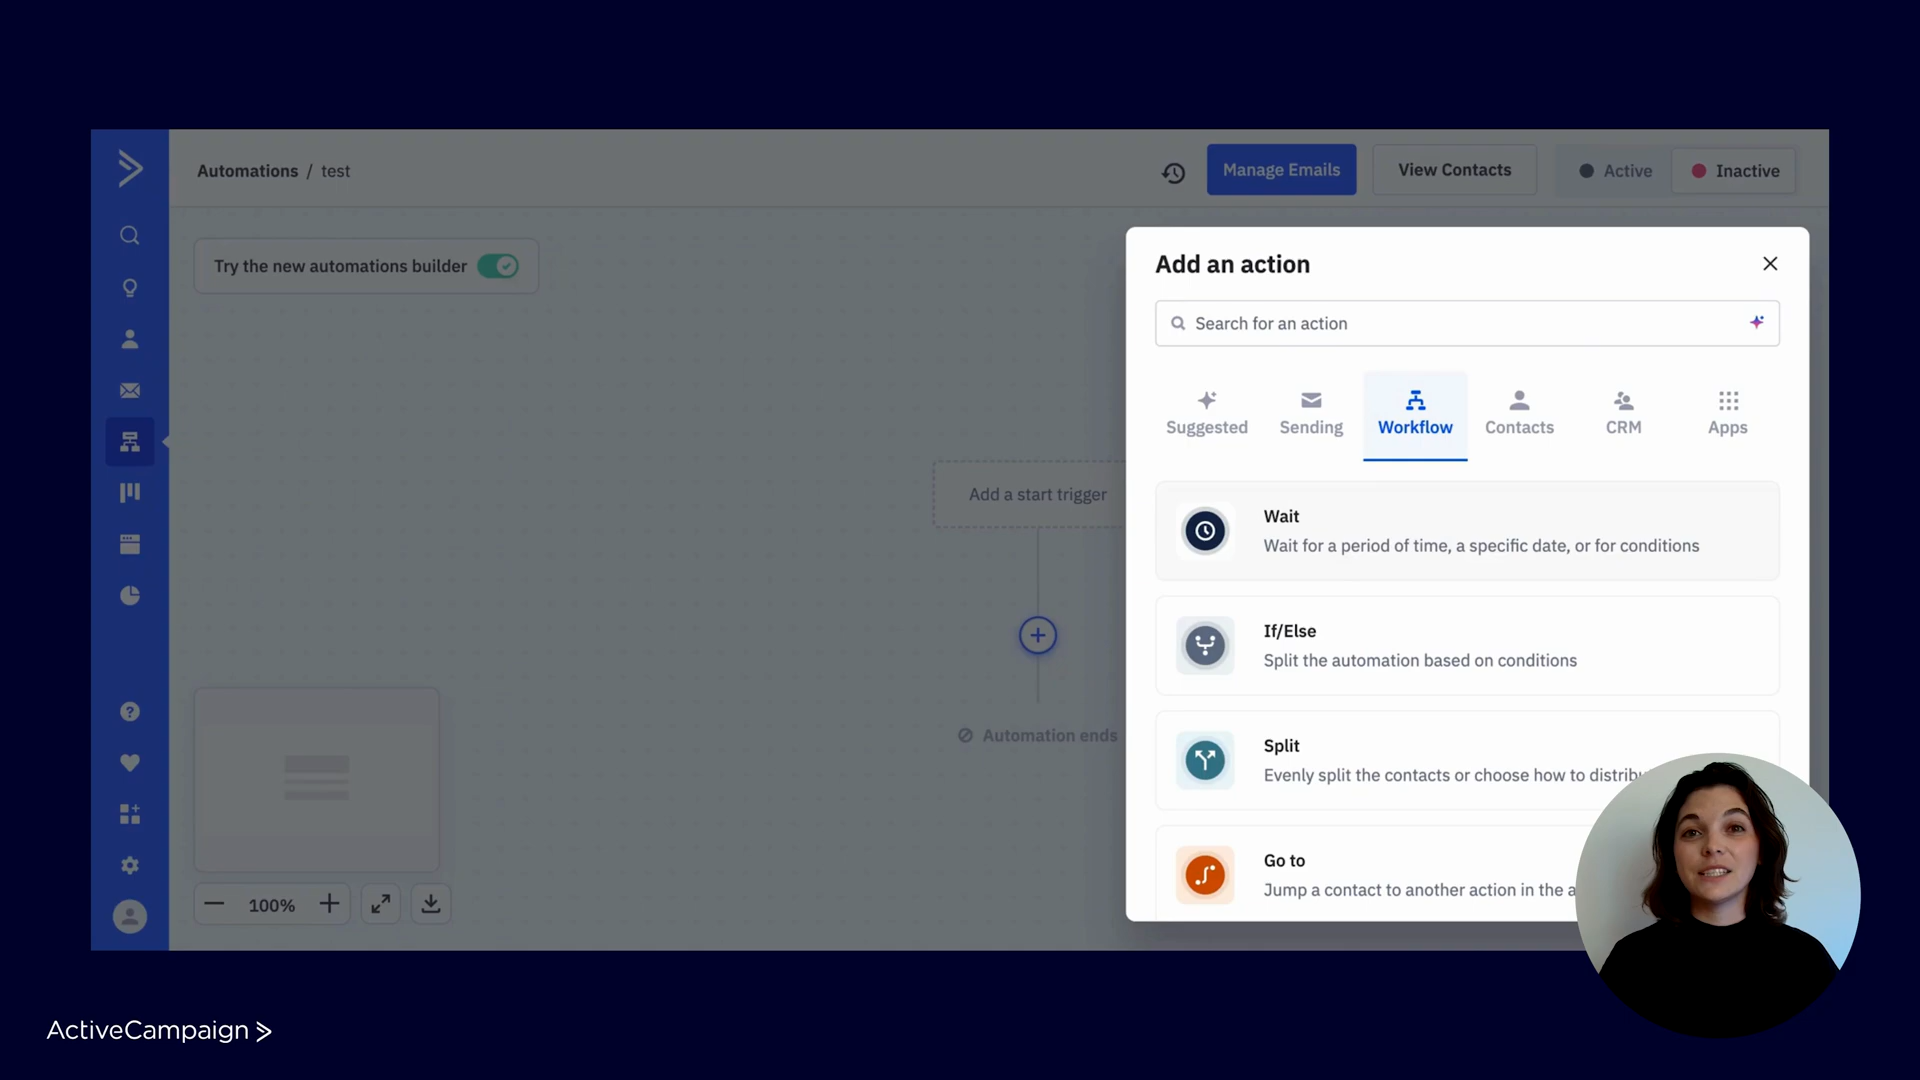 Automations / test
Manage Emails
View Contacts
Active
Inactive
Try the new automations builder
Add an action
Search for an action
Suggested
Sending
Workflow
Contacts
CRM
Apps
Add a start trigger
Wait
Wait for a period of time, a specific date, or for conditions
If/Else
Split the automation based on conditions
Automation ends
Split
Evenly split the contacts or choose how to
Go to
Jump a contact to another action in the
100%
ActiveCampaign